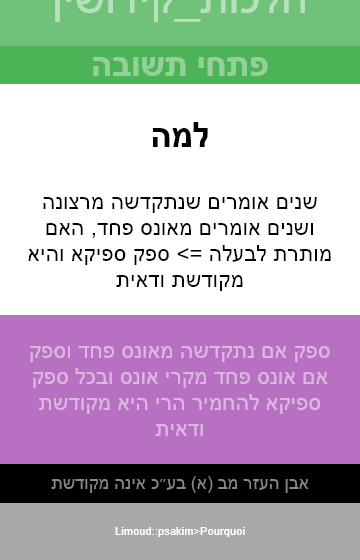 הלכות_קידושין
פתחי תשובה
למה
שנים אומרים שנתקדשה מרצונה
ושנים אומרים מאונס פחד, האם
מותרת לבעלה => ספק ספיקא והיא
מקודשת ודאית
ספק אם נתקדשה מאונס פחד וספק
אם אונס פחד מקרי אונס ובכל ספק
ספיקא להחמיר הרי היא מקודשת
ודאית
אבן העזר מב (א) בע״כ אינה מקודשת
Limoud::psakim>Pourquoi